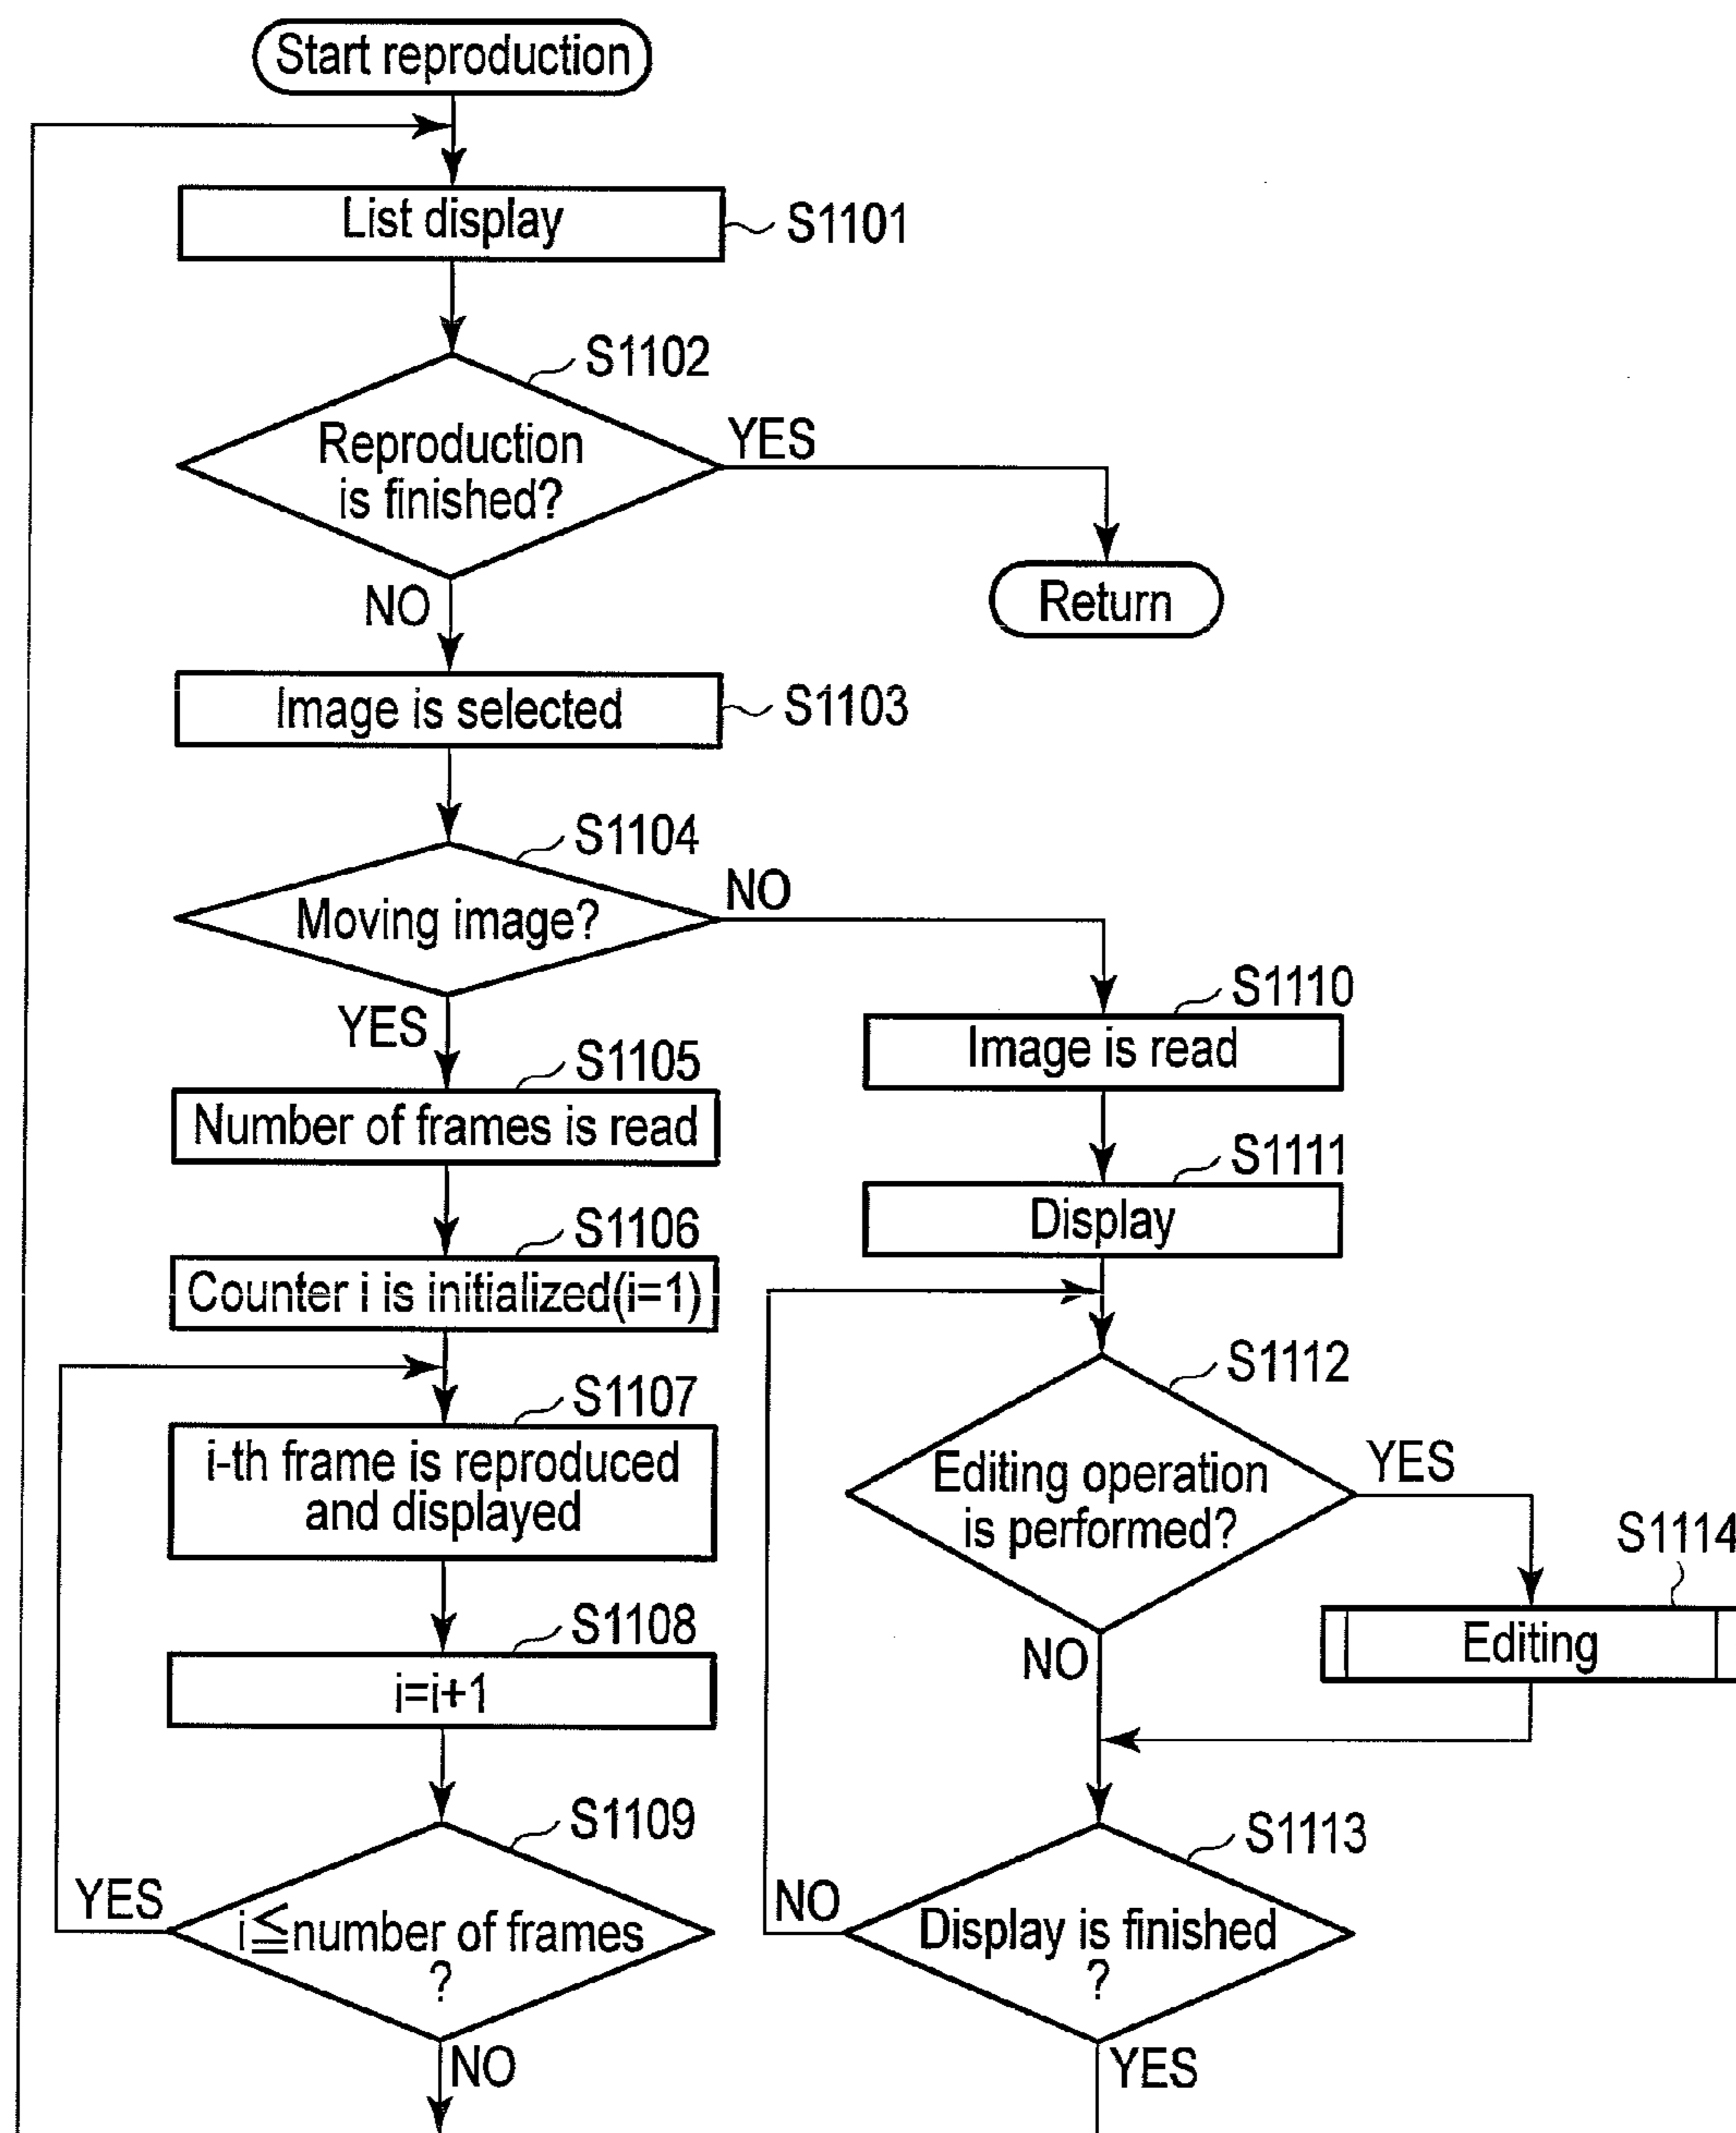 Start reproduction
List display
S1101
S1102
Reproduction
is finished?
YES
NO
Return
Image is selected
S1103
S1104
Moving image?
NO
YES
S1105
Number of frames is read
S1106
Counter i is initialized(i=1)
S1107
i-th frame is reproduced
and displayed
S1108
i=i+1
S1109
i≦number of frames
?
YES
NO
S1110
Image is read
S1111
Display
S1112
Editing operation
is performed?
YES
NO
S1114
Editing
S1113
Display is finished
?
NO
YES